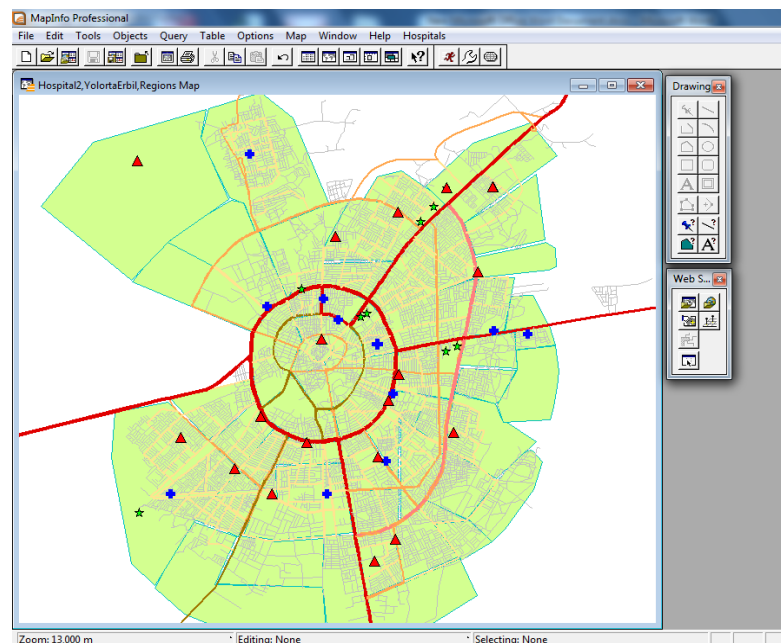 MapInfo Professional
File Edit Tools Objects Query Table Options Map Window Help Hospitals
Hospital2,YolortaErbil,Regions Map
Drawing
A
A?
Web S...
Zoom: 13.000 m
Editing: None
Selecting: None